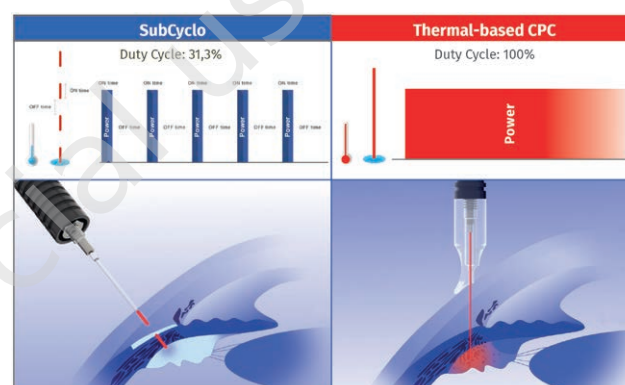 SubCyclo
Duty Cycle: 31,3%
ON time
OFF time
ON time ON time ON time ON time ON time
Power Power Power Power Power
OFF time OFF time OFF time OFF time OFF time
Thermal-based CPC
Duty Cycle: 100%
Power